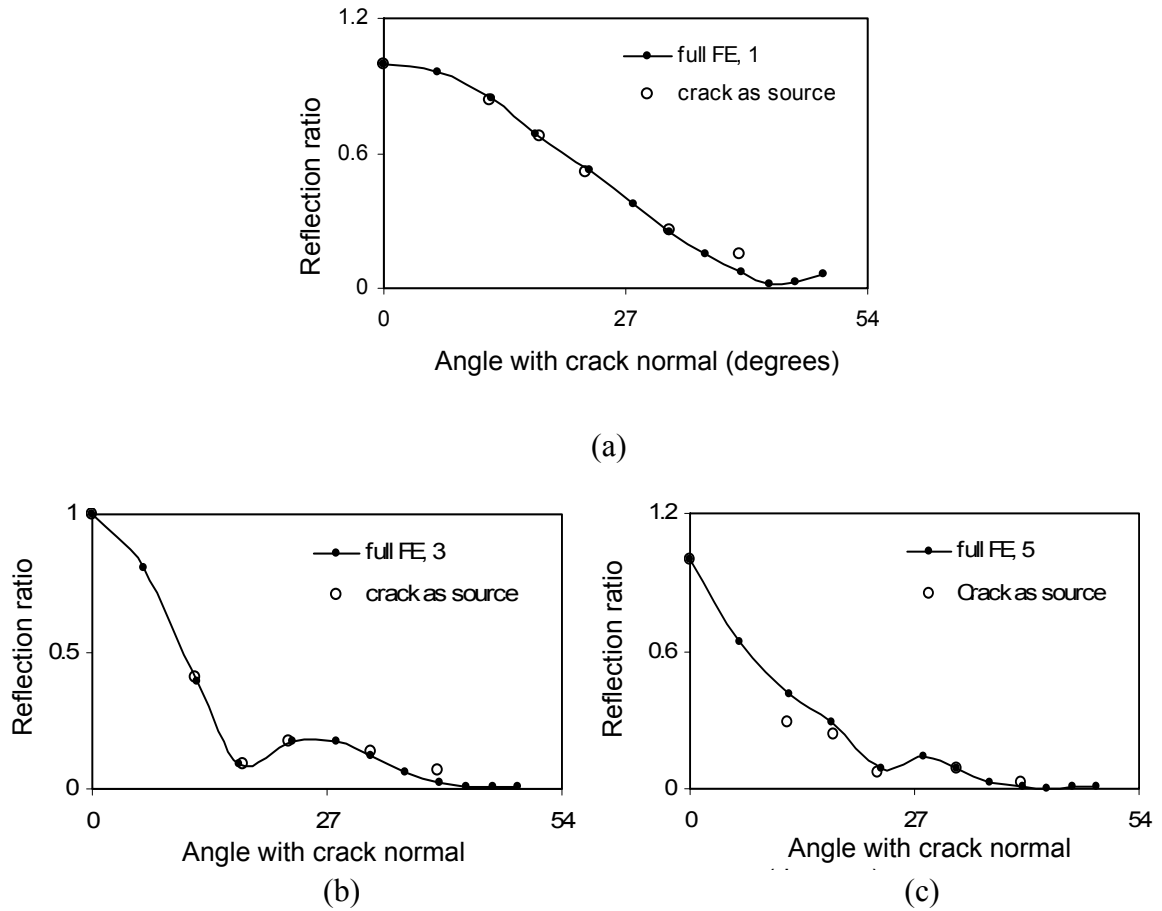 1.2
0.6
0
Reflection ratio
full FE, 1
crack as source
0 27 54
Angle with crack normal (degrees)
(a)
1
0.5
0
Reflection ratio
full FE, 3
crack as source
0 27 54
Angle with crack normal
(b)
1.2
0.6
0
Reflection ratio
full FE, 5
Crack as source
0 27 54
Angle with crack normal
(c)